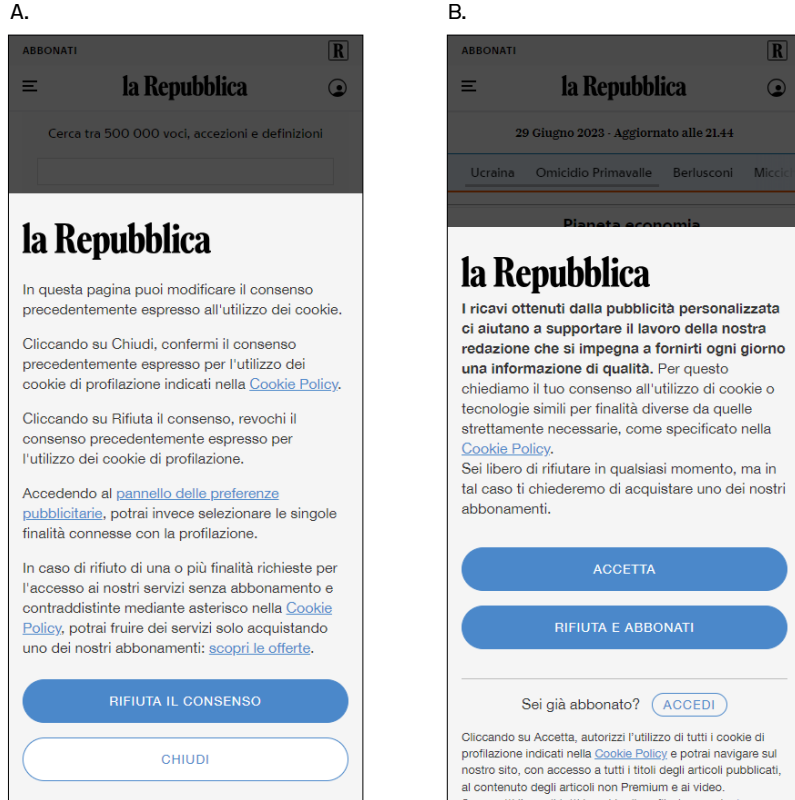 A.
ABBONATI
R
la Repubblica
Cerca tra 500 000 voci, accezioni e definizioni
la Repubblica
In questa pagina puoi modificare il consenso
precedentemente espresso all'utilizzo dei cookie.
Cliccando su Chiudi, confermi il consenso
precedentemente espresso per l'utilizzo dei
cookie di profilazione indicati nella Cookie Policy.
Cliccando su Rifiuta il consenso, revochi il
consenso precedentemente espresso per
l'utilizzo dei cookie di profilazione.
Accedendo al pannello delle preferenze
pubblicitarie, potrai invece selezionare le singole
finalità connesse con la profilazione.
In caso di rifiuto di una o più finalità richieste per
l'accesso ai nostri servizi senza abbonamento e
contraddistinte mediante asterisco nella Cookie
Policy, potrai fruire dei servizi solo acquistando
uno dei nostri abbonamenti: scopri le offerte.
RIFIUTA IL CONSENSO
CHIUDI
B.
ABBONATI
R
la Repubblica
29 Giugno 2023 - Aggiornato alle 21.44
Ucraina Omicidio Primavalle Berlusconi Miccic
Pianeta economia
la Repubblica
I ricavi ottenuti dalla pubblicità personalizzata
ci aiutano a supportare il lavoro della nostra
redazione che si impegna a fornirti ogni giorno
una informazione di qualità. Per questo
chiediamo il tuo consenso all'utilizzo di cookie o
tecnologie simili per finalità diverse da quelle
strettamente necessarie, come specificato nella
Cookie Policy.
Sei libero di rifiutare in qualsiasi momento, ma in
tal caso ti chiederemo di acquistare uno dei nostri
abbonamenti.
ACCETTA
RIFIUTA E ABBONATI
Sei già abbonato? ACCEDI
Cliccando su Accetta, autorizzi l'utilizzo di tutti i cookie di
profilazione indicati nella Cookie Policy e potrai navigare sul
nostro sito, con accesso a tutti i titoli degli articoli pubblicati,
al contenuto degli articoli non Premium e ai video.